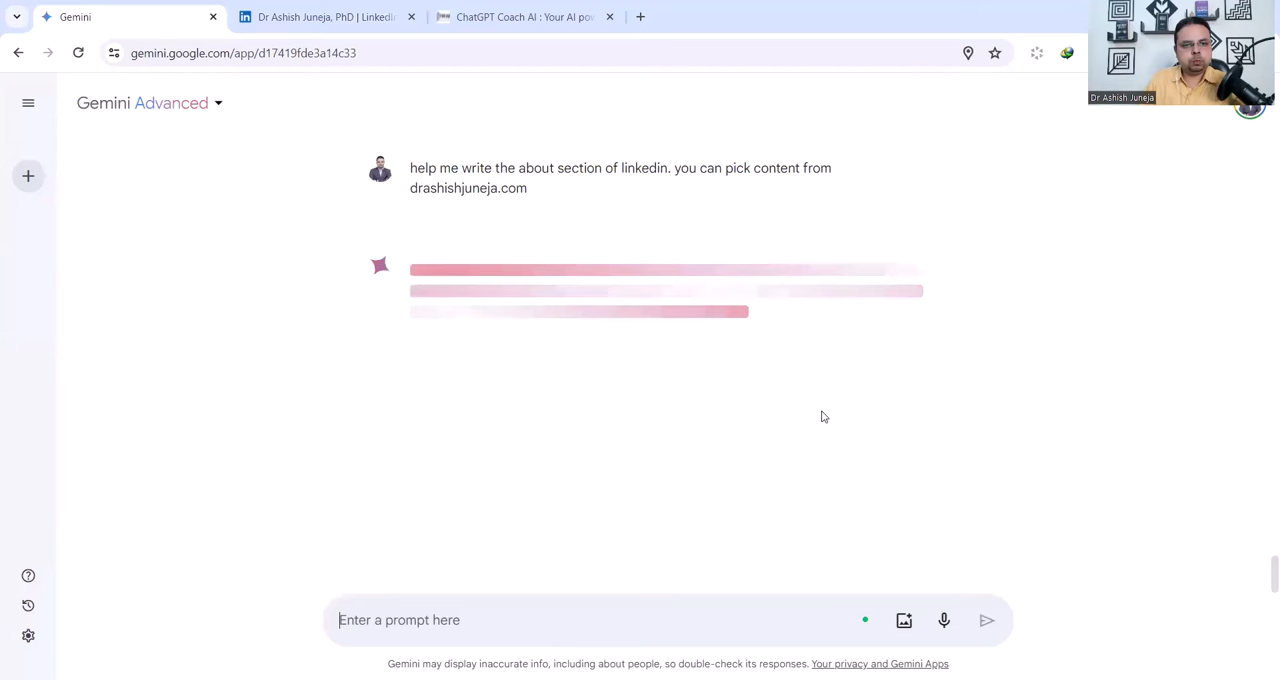 Gemini
Dr Ashish Juneja, PhD | LinkedIn
ChatGPT Coach AI : Your AI pow
gemini.google.com/app/d17419fde3a14c33
Dr Ashish Juneja
Gemini Advanced
help me write the about section of linkedin. you can pick content from
drashishjuneja.com
Enter a prompt here
Gemini may display inaccurate info, including about people, so double-check its responses. Your privacy and Gemini Apps